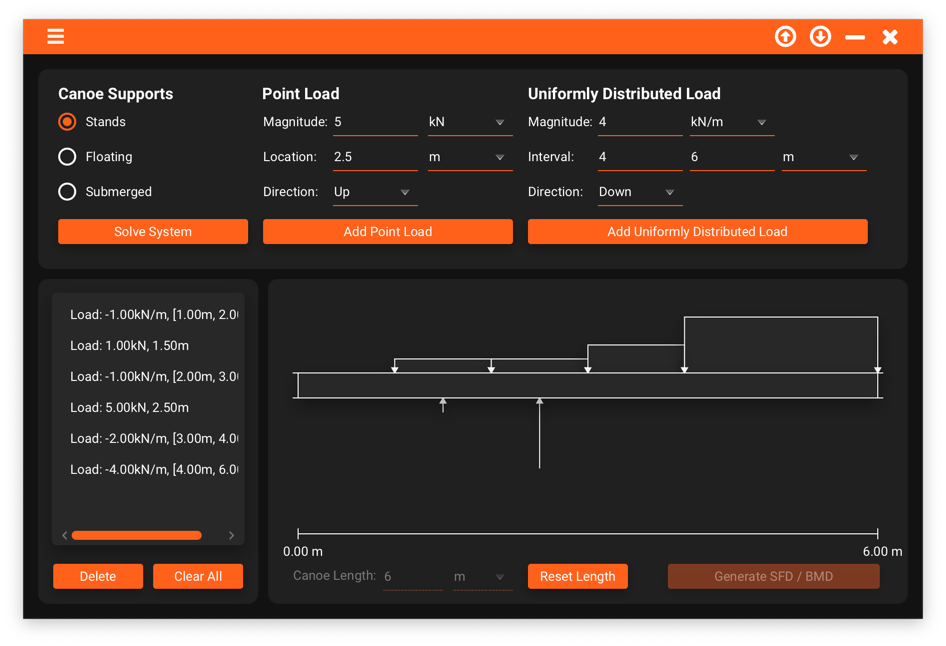 Canoe Supports
Stands
Floating
Submerged
Solve System
Point Load
Magnitude: 5 kN
Location: 2.5 m
Direction: Up
Add Point Load
Uniformly Distributed Load
Magnitude: 4 kN/m
Interval: 4 6 m
Direction: Down
Add Uniformly Distributed Load
Load: -1.00kN/m, [1.00m, 2.0
Load: 1.00kN, 1.50m
Load: -1.00kN/m, [2.00m, 3.0
Load: 5.00kN, 2.50m
Load: -2.00kN/m, [3.00m, 4.0
Load: -4.00kN/m, [4.00m, 6.0
Delete Clear All
0.00 m 6.00 m
Canoe Length: 6 m Reset Length Generate SFD / BMD